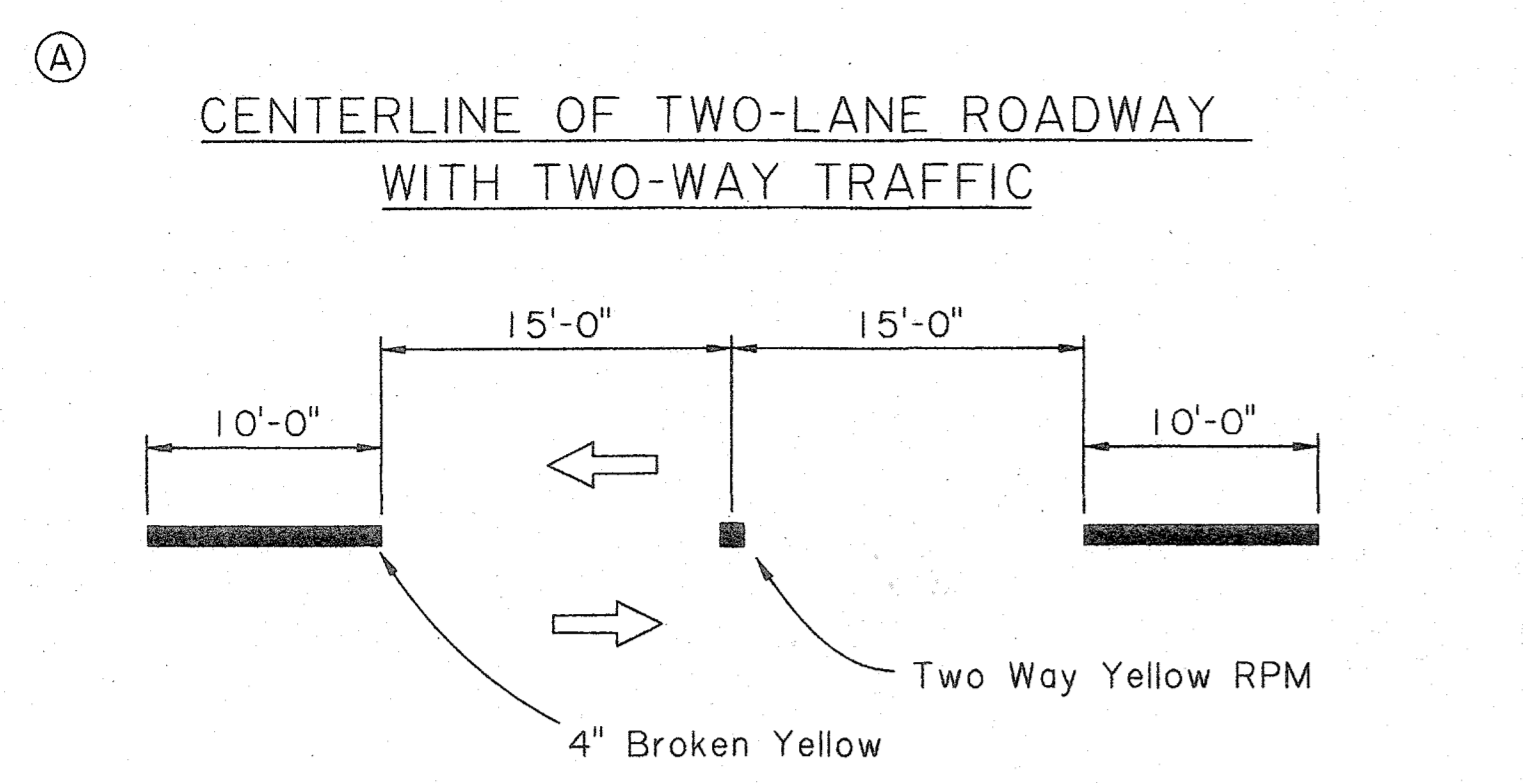 A
CENTERLINE OF TWO-LANE ROADWAY
WITH TWO-WAY TRAFFIC
15'-0" 15'-0"
10'-0" 10'-0"
Two Way Yellow RPM
4" Broken Yellow